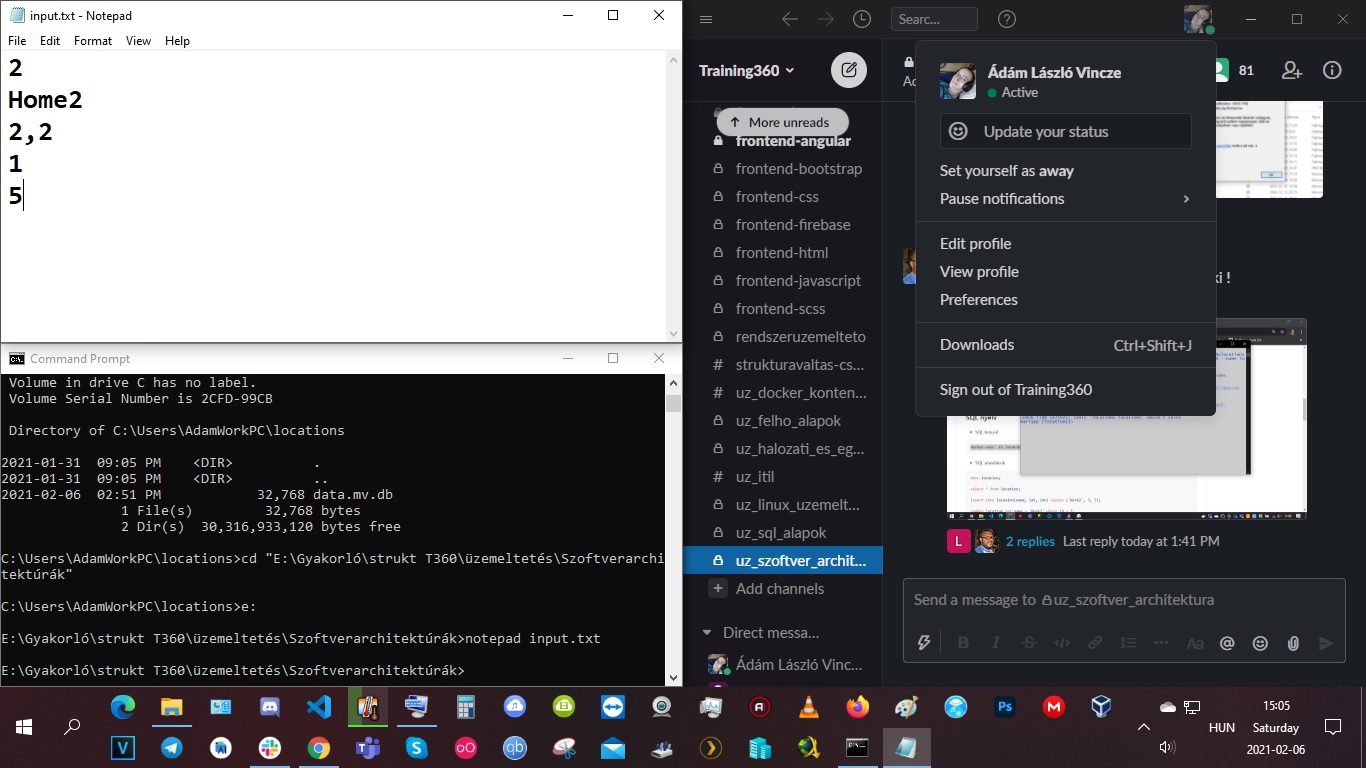 input.txt - Notepad
File Edit Format View Help
2
Home2
2,2
1
5
Command Prompt
Volume in drive C has no label.
Volume Serial Number is 2CFD-99CB
Directory of C:\Users\AdamWorkPC\locations
2021-01-31 09:05 PM <DIR> .
2021-01-31 09:05 PM <DIR> ..
2021-02-06 02:51 PM 32,768 data.mv.db
1 File(s) 32,768 bytes
2 Dir(s) 30,316,933,120 bytes free
C:\Users\AdamWorkPC\locations>cd "E:\Gyakorló\strukt T360\üzemeltetés\Szoftverarchi
tektúrák"
C:\Users\AdamWorkPC\locations>e:
E:\Gyakorló\strukt T360\üzemeltetés\Szoftverarchitektúrák>notepad input.txt
E:\Gyakorló\strukt T360\üzemeltetés\Szoftverarchitektúrák>
Searc...
Training360
More unreads
frontend-angular
frontend-bootstrap
frontend-css
frontend-firebase
frontend-html
frontend-javascript
frontend-scss
rendszeruzemelteto
# strukturavaltas-cs...
# uz_docker_konten...
uz_felho_alapok
uz_halozati_es_eg...
# uz_itil
uz_linux_uzemelt...
uz_sql_alapok
uz_szoftver_archit...
+ Add channels
Direct messa...
Ádám László Vinc...
81
Ádám László Vincze
Active
Update your status
Set yourself as away
Pause notifications
Edit profile
View profile
Preferences
Downloads Ctrl+Shift+J
Sign out of Training360
ki !
SQL nyelv
L 2 replies Last reply today at 1:41 PM
Send a message to uz_szoftver_architektura
HUN
15:05
Saturday
2021-02-06